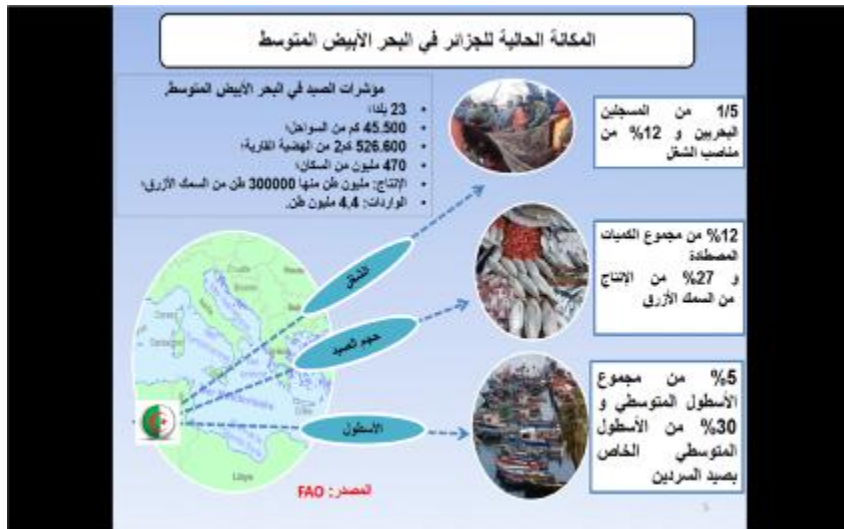 المكانة الحالية للجزائر في البحر الأبيض المتوسط
مؤشرات الصيد في البحر الأبيض المتوسط
23 بلدا؛
45.500 كم من السواحل؛
526.600 كم2 من الهضبة القارية؛
470 مليون من السكان؛
الإنتاج: مليون طن منها 300000 طن من السمك الأزرق؛
الواردات: 4,4 مليون طن.
1/5 من المسجلين
البحريين و 12% من
مناصب الشغل
الشغل
%12 من مجموع الكميات
المصطادة
و 27% من الإنتاج
من السمك الأزرق
حجم الصيد
%5 من مجموع
الأسطول المتوسطي و
30% من الأسطول
المتوسطي الخاص
بصيد السردين
الأسطول
Libya
المصدر: FAO
5